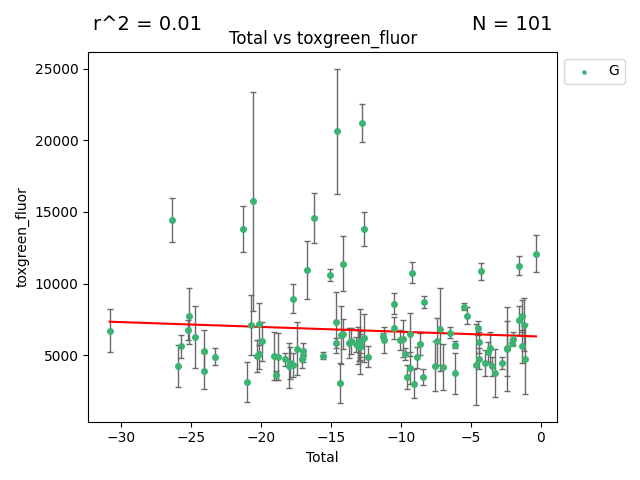 r^2 = 0.01
N = 101
Total vs toxgreen_fluor
G
25000
20000
15000
10000
5000
toxgreen_fluor
−30
−25
−20
−15
−10
−5
0
Total